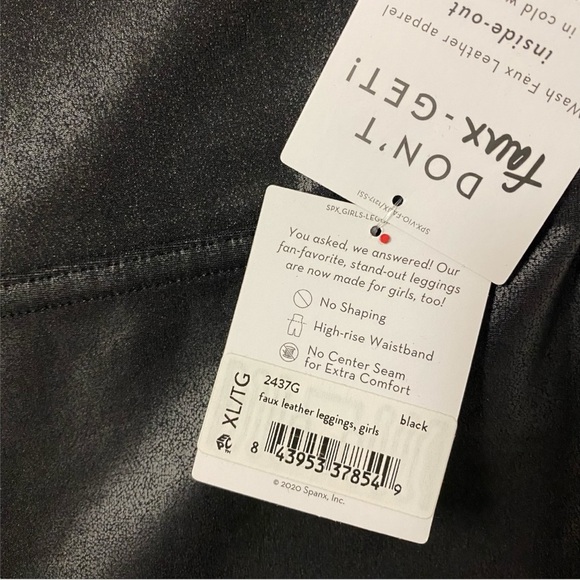 DON'T
faux-GET!
Wash Faux Leather apparel
inside-out
in cold
SPX_GIRLS-LEG
You asked, we answered! Our
fan-favorite, stand-out leggings
are now made for girls, too!
No Shaping
High-rise Waistband
No Center Seam
for Extra Comfort
XL/TG
2437G
black
faux leather leggings, girls
8 43953 37854 9
© 2020 Spanx, Inc.